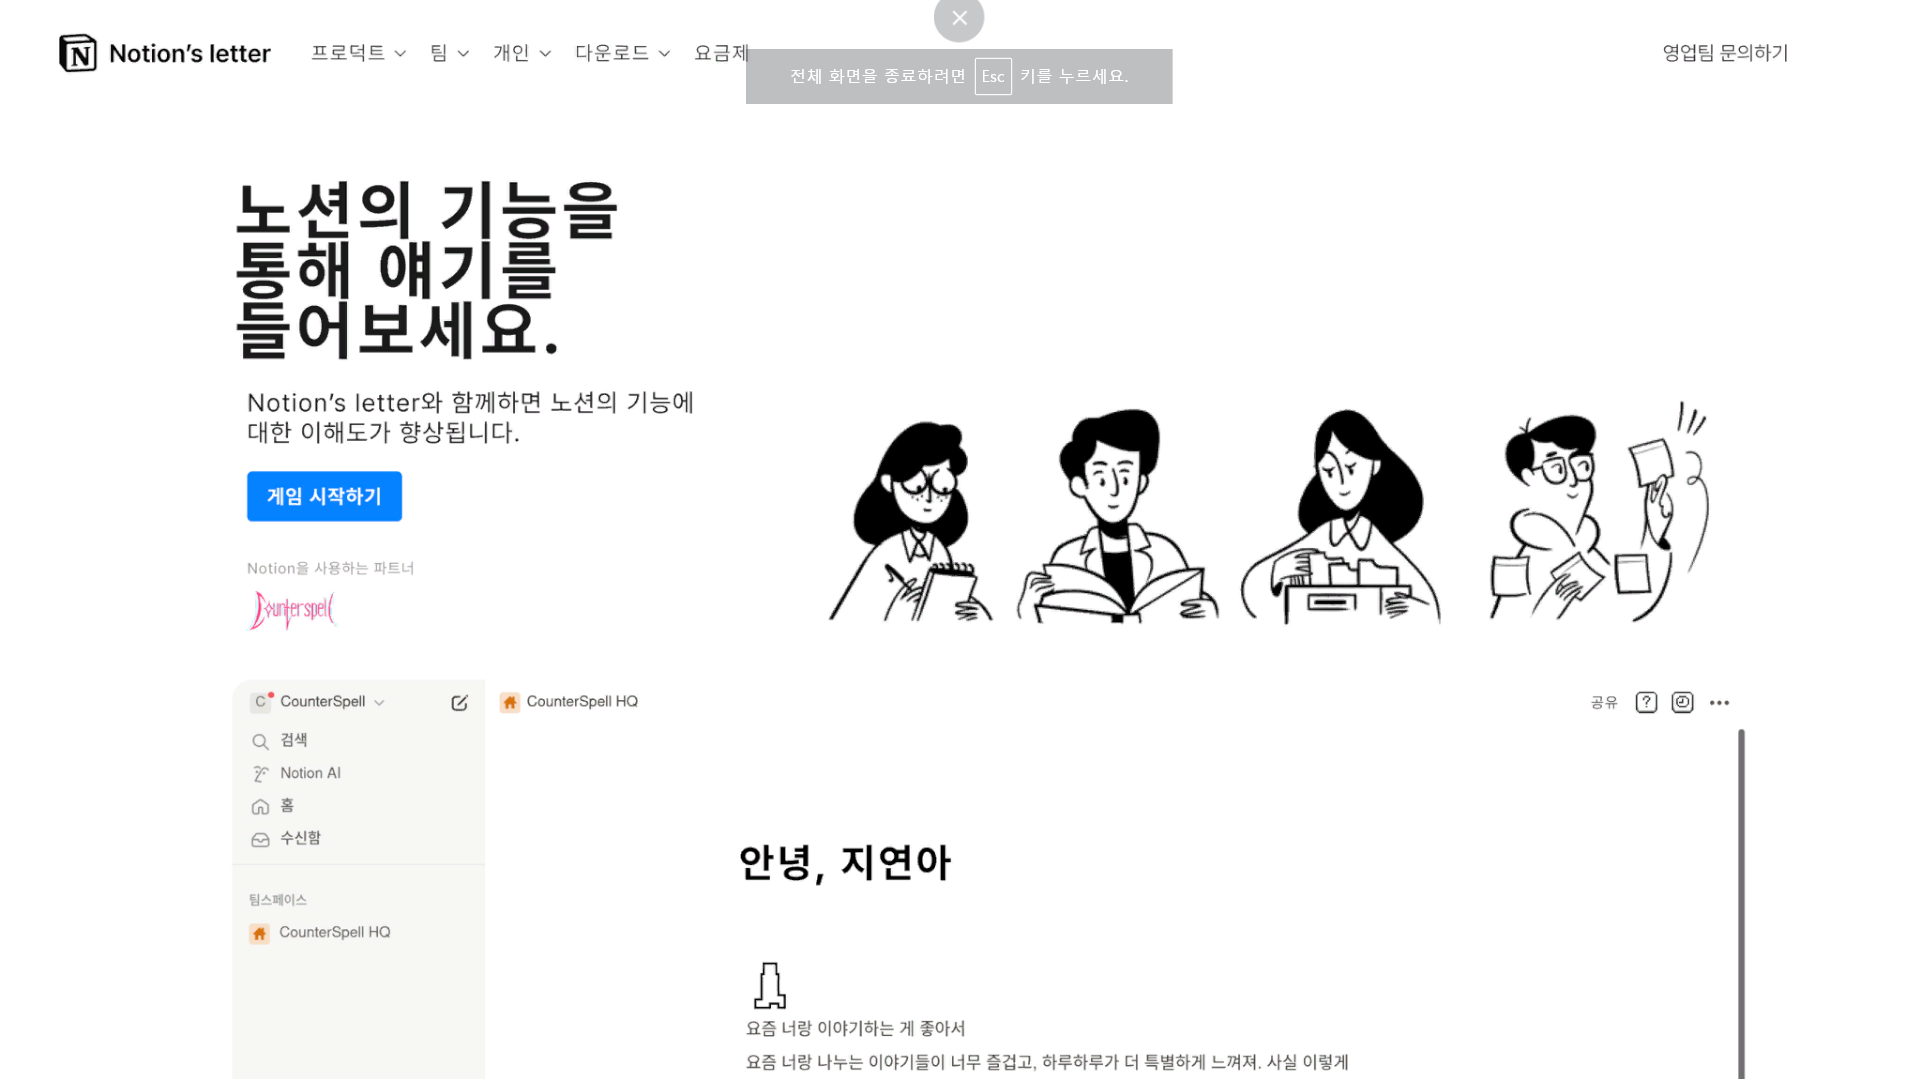 Notion's letter
프로덕트
팀
개인
다운로드
요금제
영업팀 문의하기
전체 화면을 종료하려면 Esc 키를 누르세요.
노션의 기능을
통해 얘기를
들어보세요.
Notion's letter와 함께하면 노션의 기능에
대한 이해도가 향상됩니다.
게임 시작하기
Notion을 사용하는 파트너
Counterspell
C CounterSpell
CounterSpell HQ
공유
검색
Notion AI
홈
수신함
팀스페이스
CounterSpell HQ
안녕, 지연아
요즘 너랑 이야기하는 게 좋아서
요즘 너랑 나누는 이야기들이 너무 즐겁고, 하루하루가 더 특별하게 느껴져. 사실 이렇게